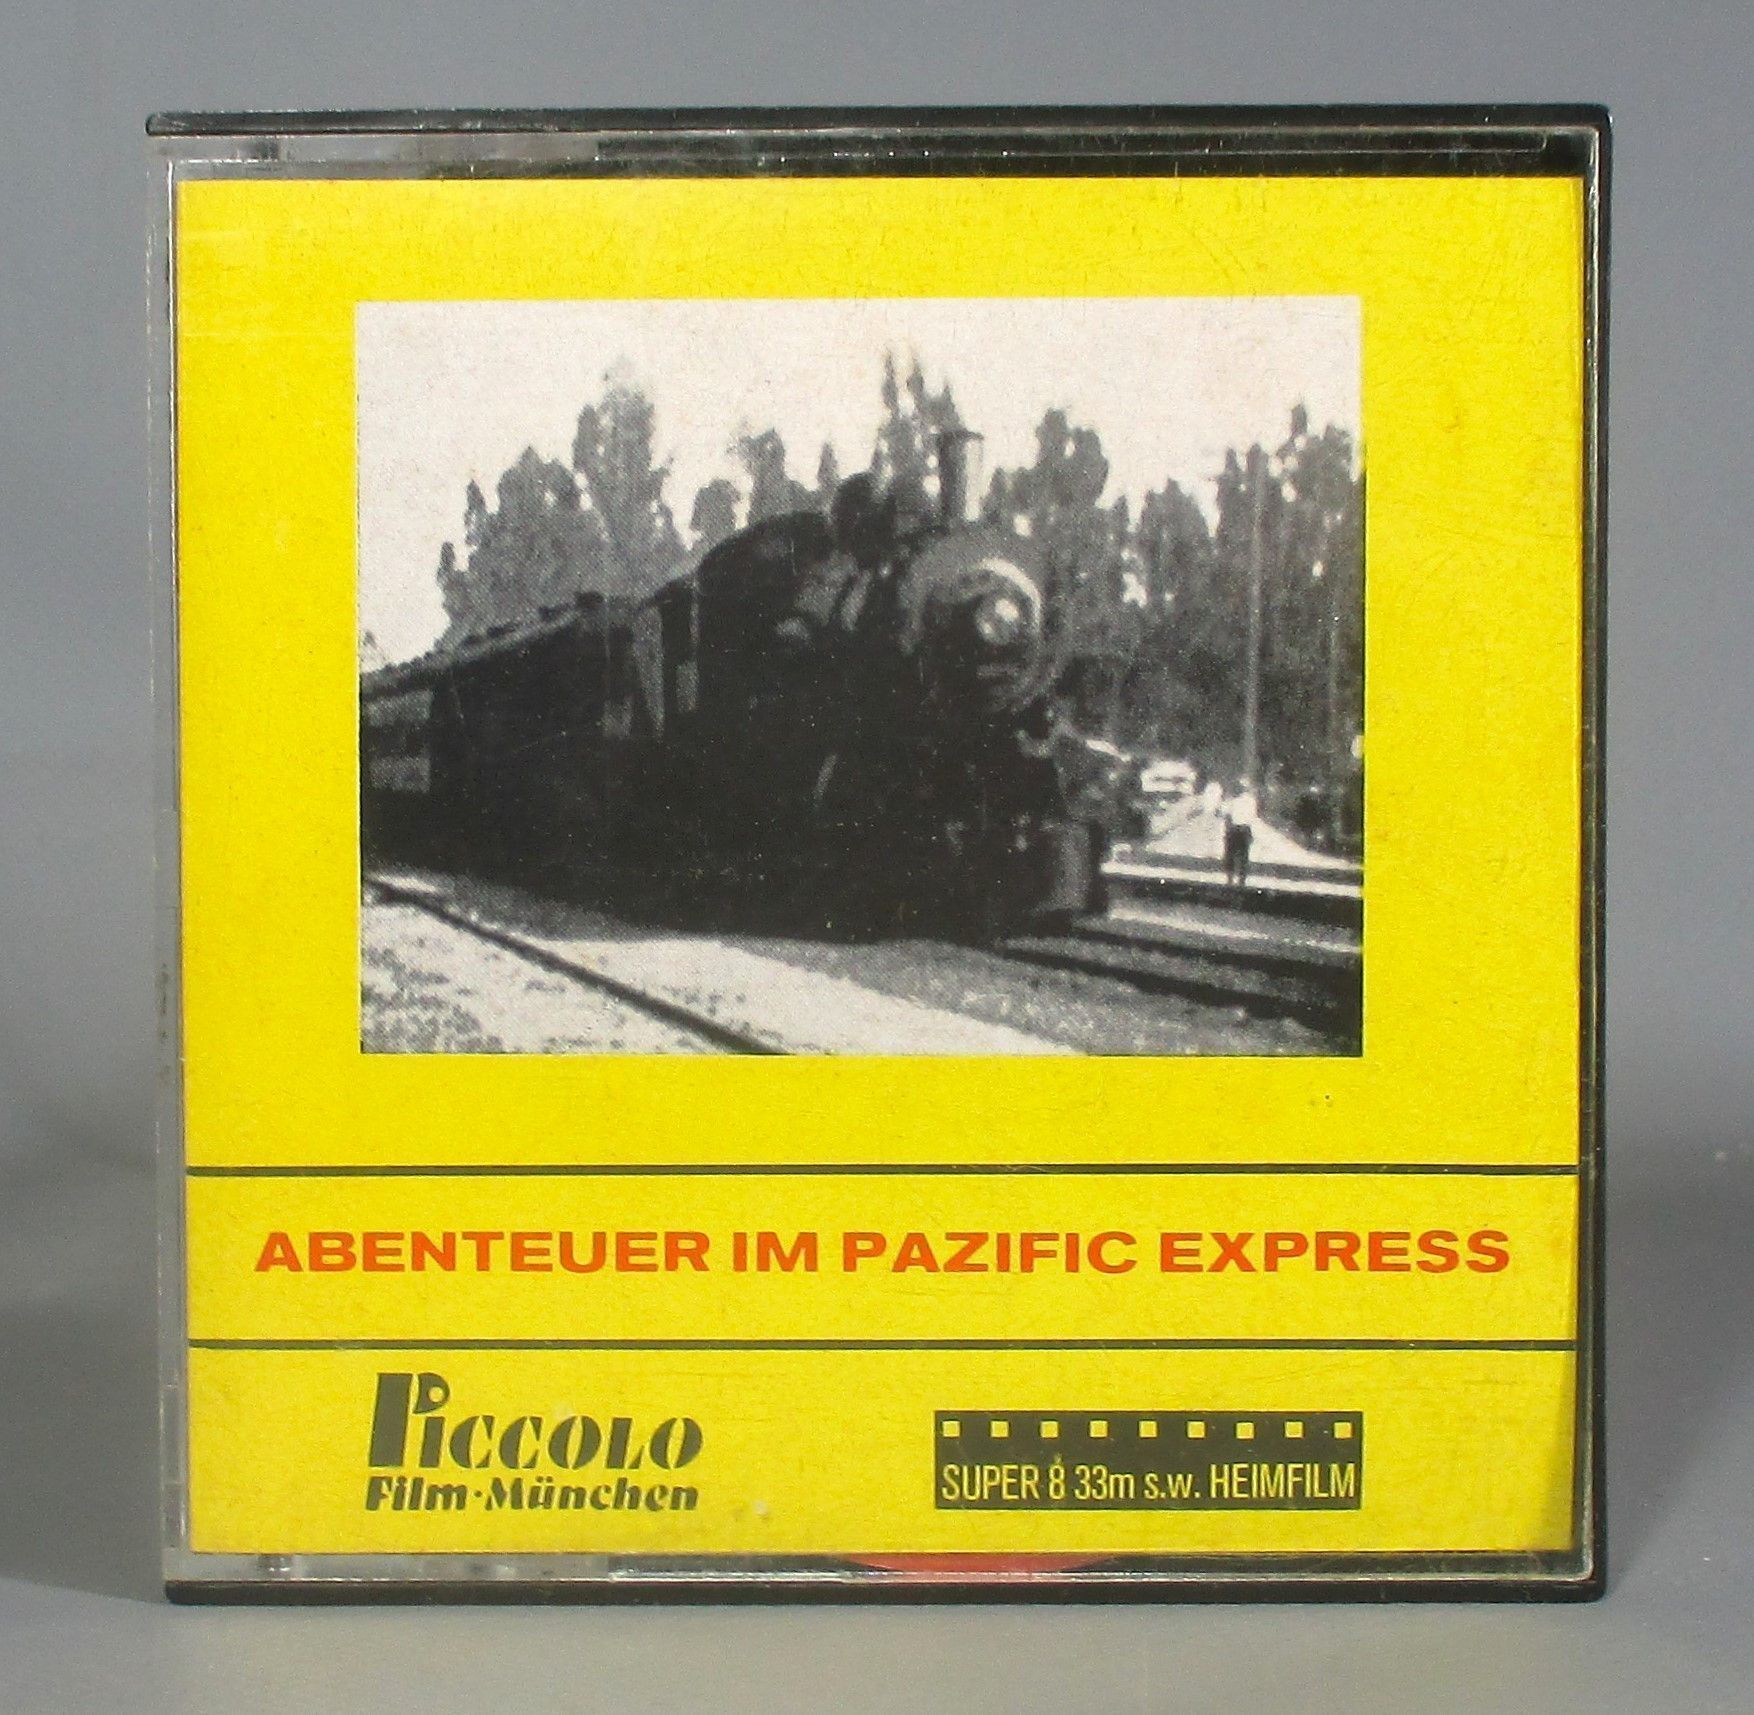 ABENTEUER IM PAZIFIC EXPRESS
Piccolo
Film·München
SUPER 8 33m s.w. HEIMFILM